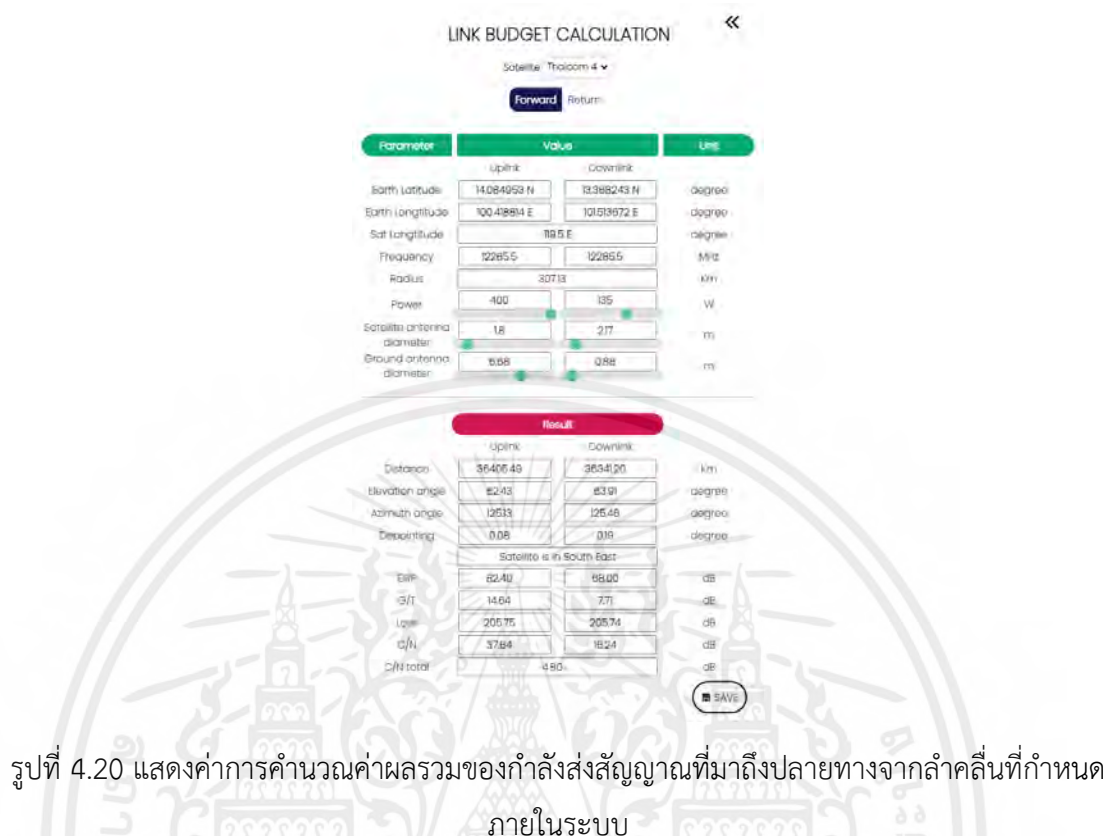 LINK BUDGET CALCULATION «
Satellite Thaicom 4
Forward Return
Parameter Value Unit
Uplink Downlink
Earth Latitude 14.084953 N 13.388243 N degree
Earth Longtitude 100.418814 E 101.513672 E degree
Sat Longtitude 119.5 E degree
Frequency 12285.5 12285.5 MHz
Radius 307.13 Km
Power 400 135 W
Satellite antenna diameter 1.8 2.17 m
Ground antenna diameter 5.68 0.88 m
Result
Uplink Downlink
Distance 36405.49 36341.20 km
Elevation angle 62.43 63.91 degree
Azimuth angle 125.13 125.48 degree
Depointing 0.08 0.19 degree
Satellite is in South East
EIRP 82.40 68.00 dB
G/T 14.64 7.71 dB
Loss 205.75 205.74 dB
C/N 37.84 18.24 dB
C/N total 4.90 dB
SAVE
รูปที่ 4.20 แสดงค่าการคำนวณค่าผลรวมของกำลังส่งสัญญาณที่มาถึงปลายทางจากลำคลื่นที่กำหนด
ภายในระบบ